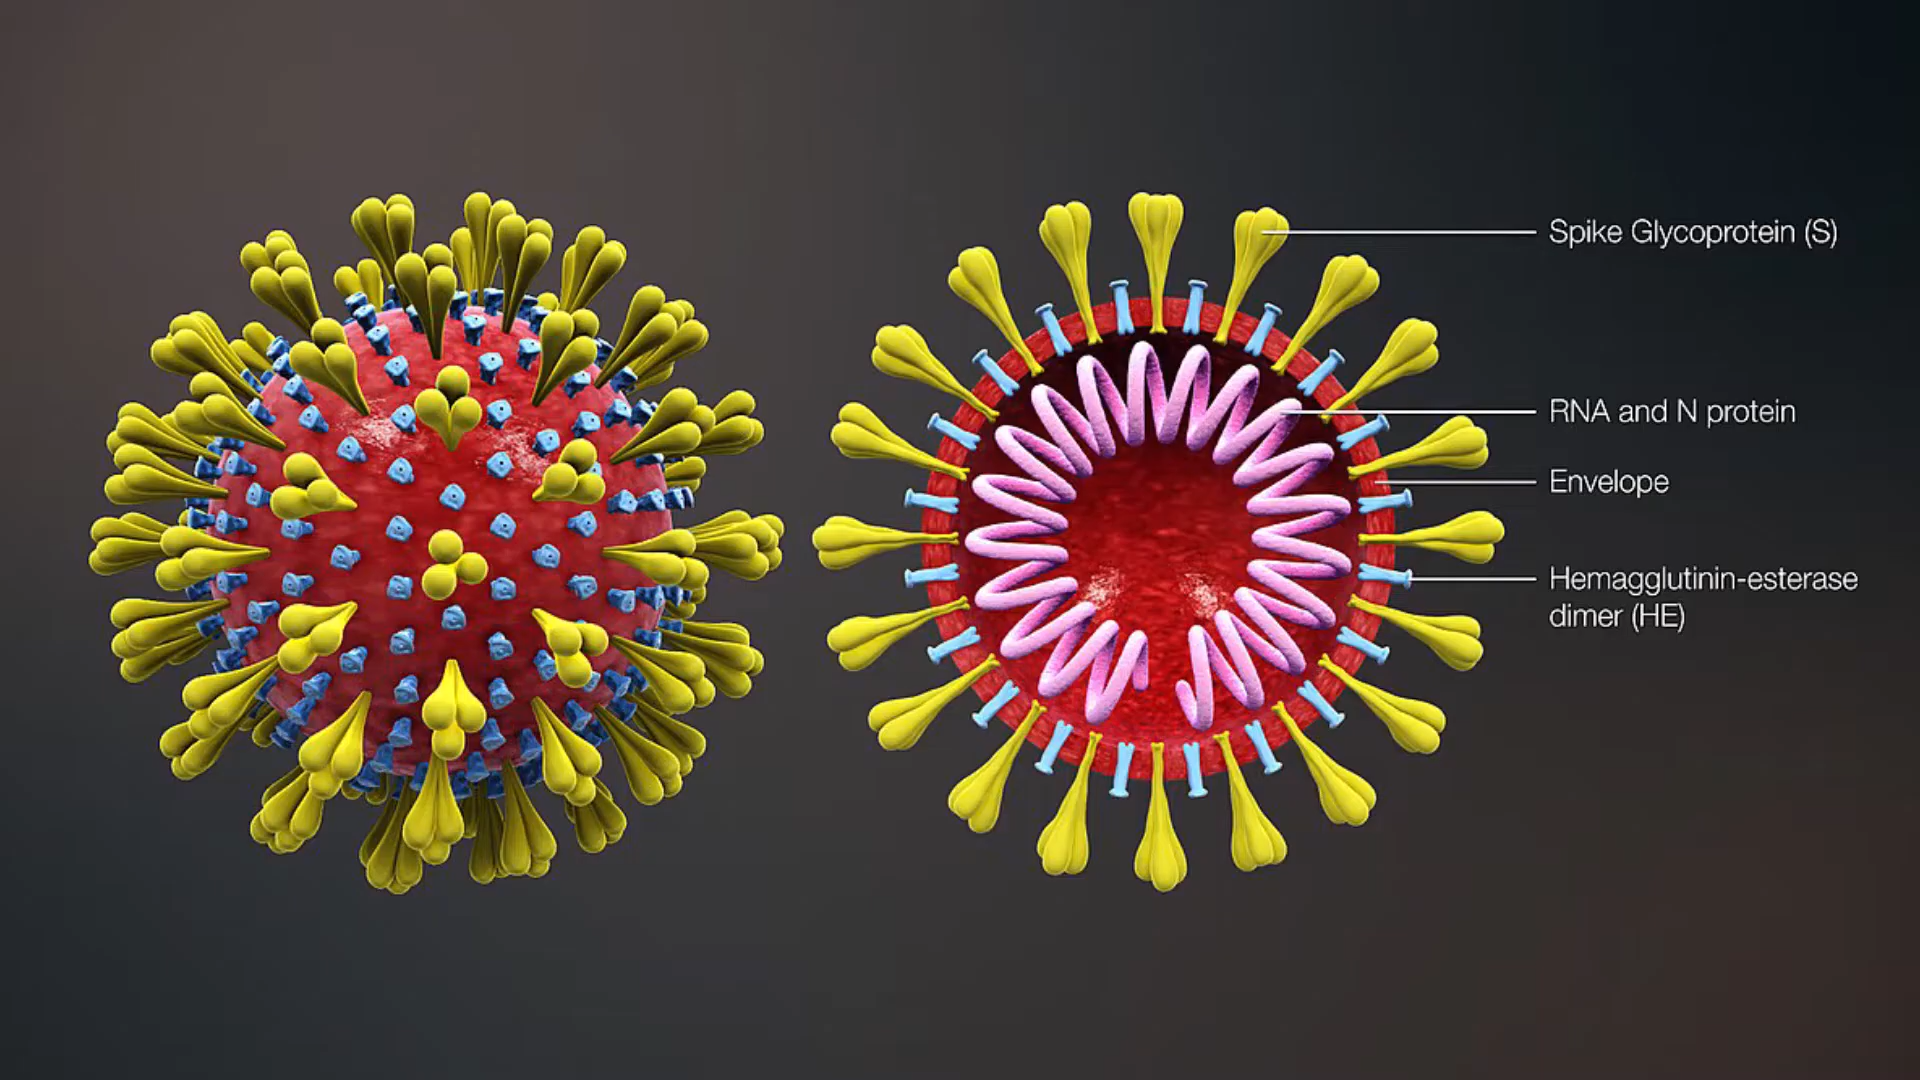 Spike Glycoprotein (S)
RNA and N protein
Envelope
Hemagglutinin-esterase
dimer (HE)